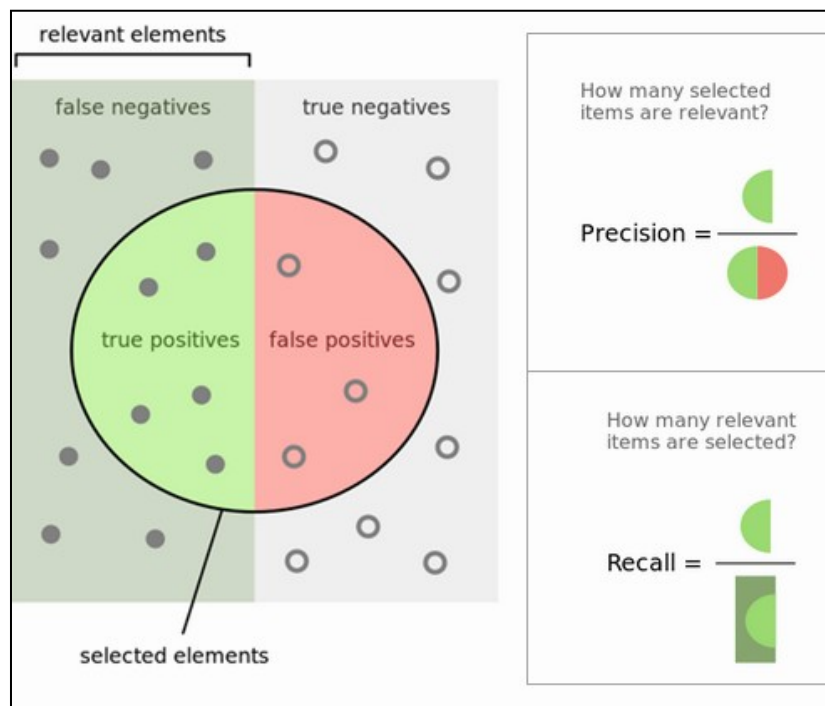 relevant elements
false negatives
true negatives
true positives
false positives
selected elements
How many selected
items are relevant?
Precision =
How many relevant
items are selected?
Recall =